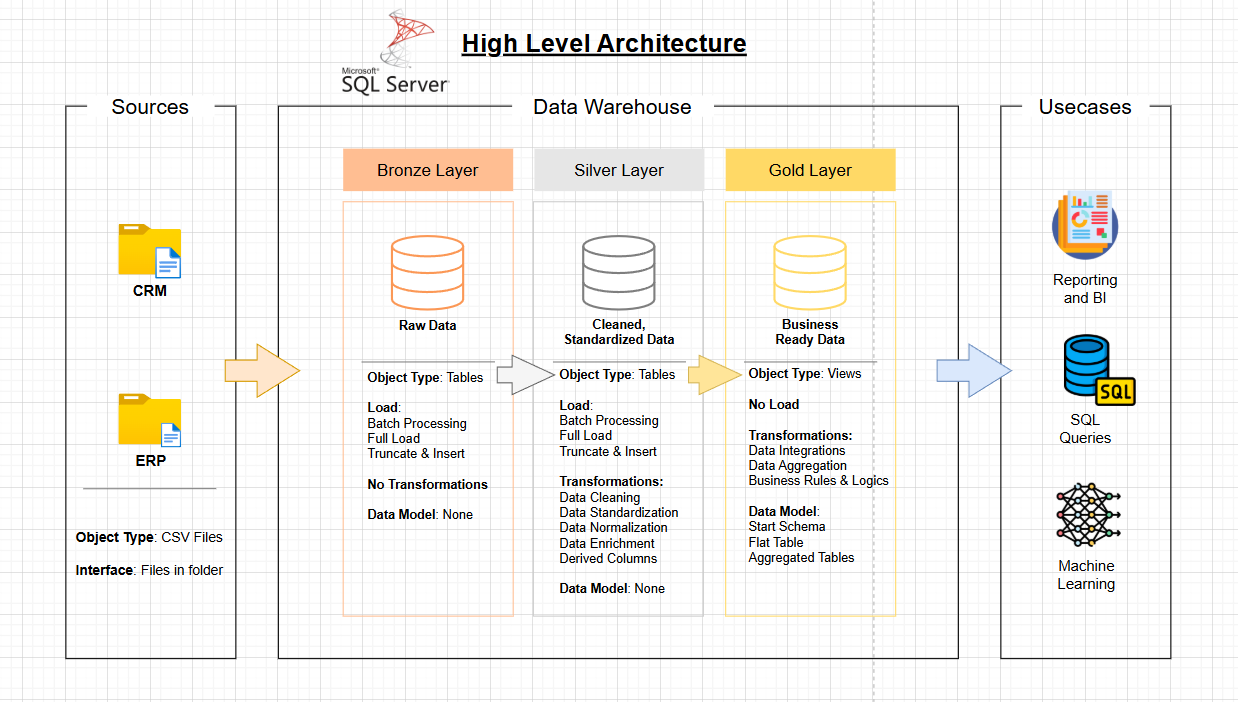 Microsoft®
SQL Server®
High Level Architecture
Sources
CRM
ERP
Object Type: CSV Files
Interface: Files in folder
Data Warehouse
Bronze Layer
Raw Data
Object Type: Tables
Load:
Batch Processing
Full Load
Truncate & Insert
No Transformations
Data Model: None
Silver Layer
Cleaned,
Standardized Data
Object Type: Tables
Load:
Batch Processing
Full Load
Truncate & Insert
Transformations:
Data Cleaning
Data Standardization
Data Normalization
Data Enrichment
Derived Columns
Data Model: None
Gold Layer
Business
Ready Data
Object Type: Views
No Load
Transformations:
Data Integrations
Data Aggregation
Business Rules & Logics
Data Model:
Start Schema
Flat Table
Aggregated Tables
Usecases
Reporting
and BI
SQL
SQL
Queries
Machine
Learning